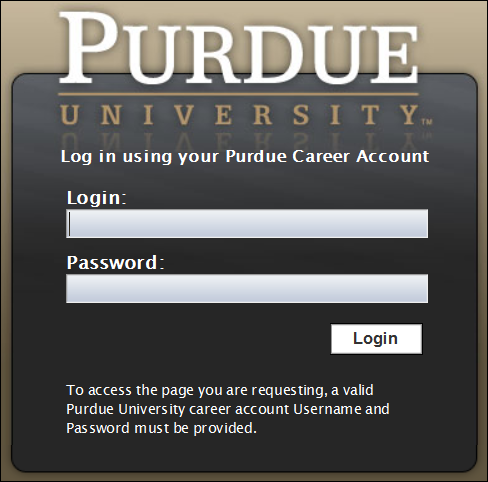 PURDUE
UNIVERSITY™
Log in using your Purdue Career Account
Login:
Password:
Login
To access the page you are requesting, a valid
Purdue University career account Username and
Password must be provided.